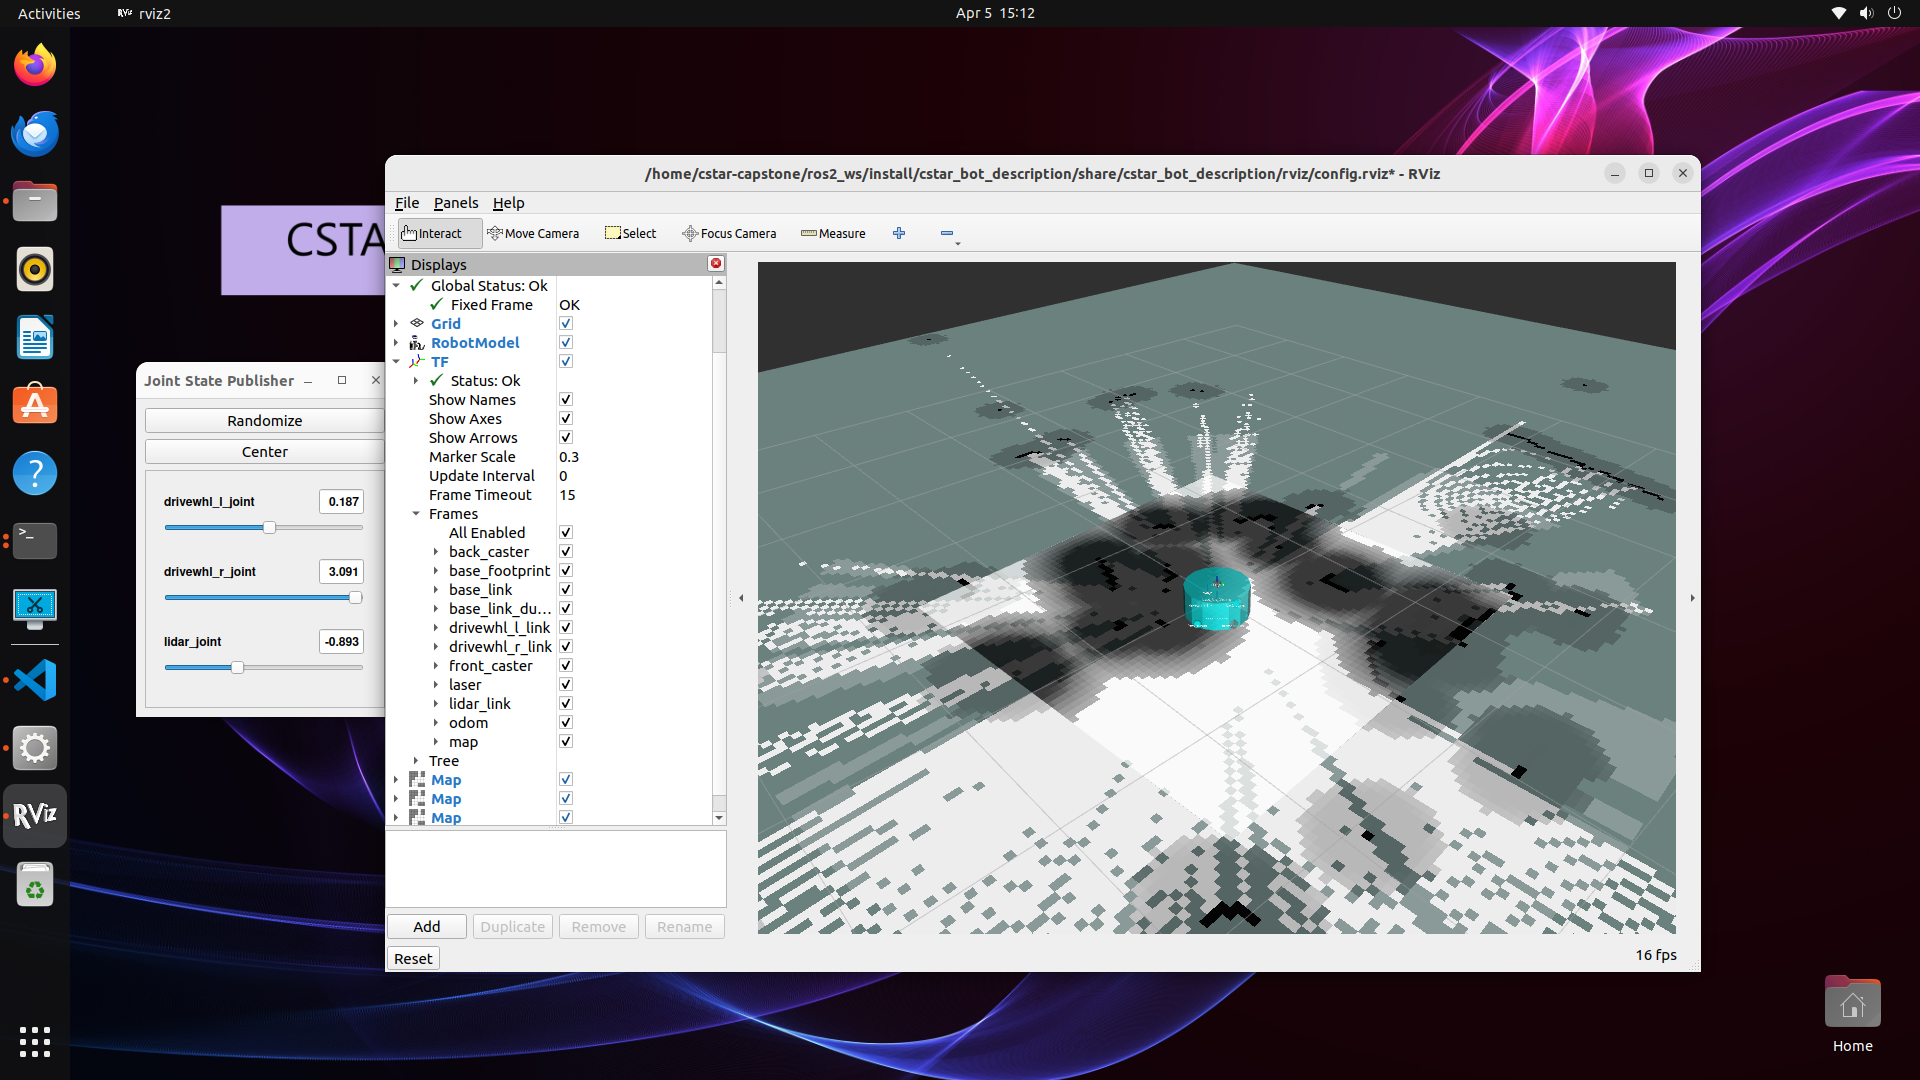 Activities
RViz rviz2
Apr 5 15:12
CSTA
/home/cstar-capstone/ros2_ws/install/cstar_bot_description/share/cstar_bot_description/rviz/config.rviz* - RViz
File Panels Help
Interact Move Camera Select Focus Camera Measure
Displays
Global Status: Ok
Fixed Frame OK
Grid
RobotModel
TF
Status: Ok
Show Names
Show Axes
Show Arrows
Marker Scale 0.3
Update Interval 0
Frame Timeout 15
Frames
All Enabled
back_caster
base_footprint
base_link
base_link_du...
drivewhl_l_link
drivewhl_r_link
front_caster
laser
lidar_link
odom
map
Tree
Map
Map
Map
Add Duplicate Remove Rename
Reset
16 fps
Joint State Publisher
Randomize
Center
drivewhl_l_joint 0.187
drivewhl_r_joint 3.091
lidar_joint -0.893
RViz
Home